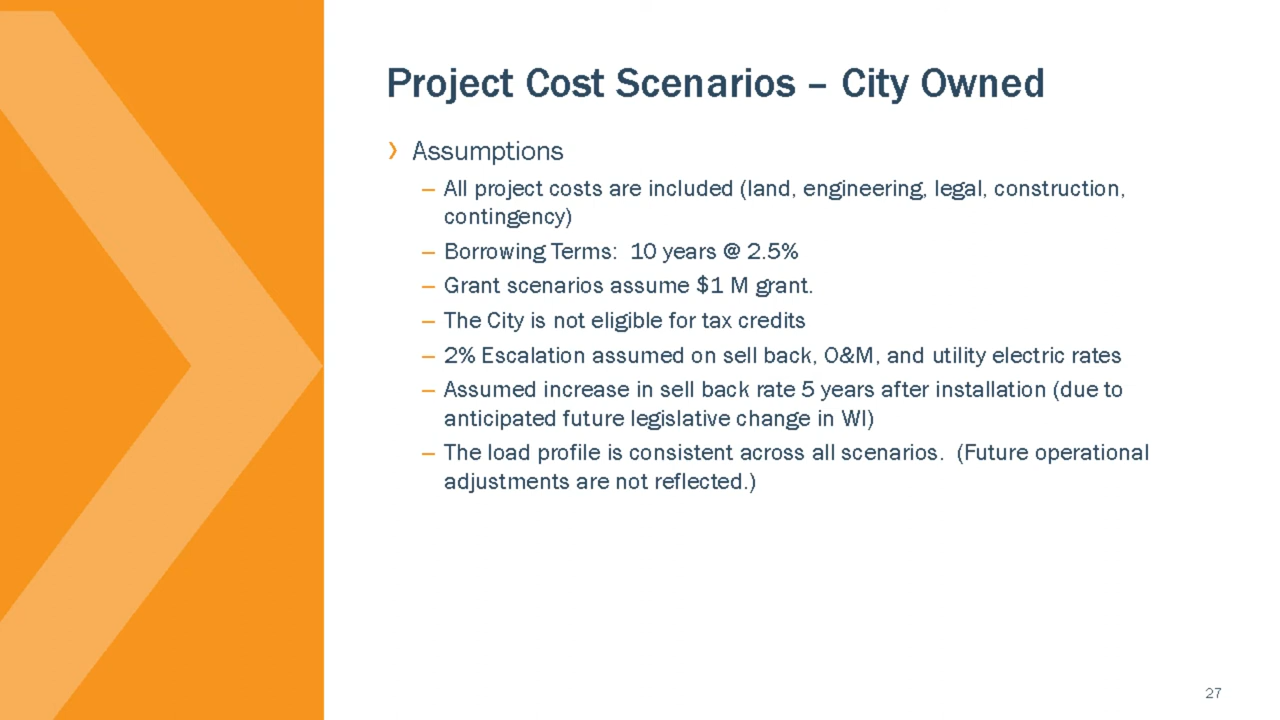 Project Cost Scenarios – City Owned
› Assumptions
– All project costs are included (land, engineering, legal, construction,
contingency)
– Borrowing Terms:  10 years @ 2.5%
– Grant scenarios assume $1 M grant.
– The City is not eligible for tax credits
– 2% Escalation assumed on sell back, O&M, and utility electric rates
– Assumed increase in sell back rate 5 years after installation (due to
anticipated future legislative change in WI)
– The load profile is consistent across all scenarios.  (Future operational
adjustments are not reflected.)
27